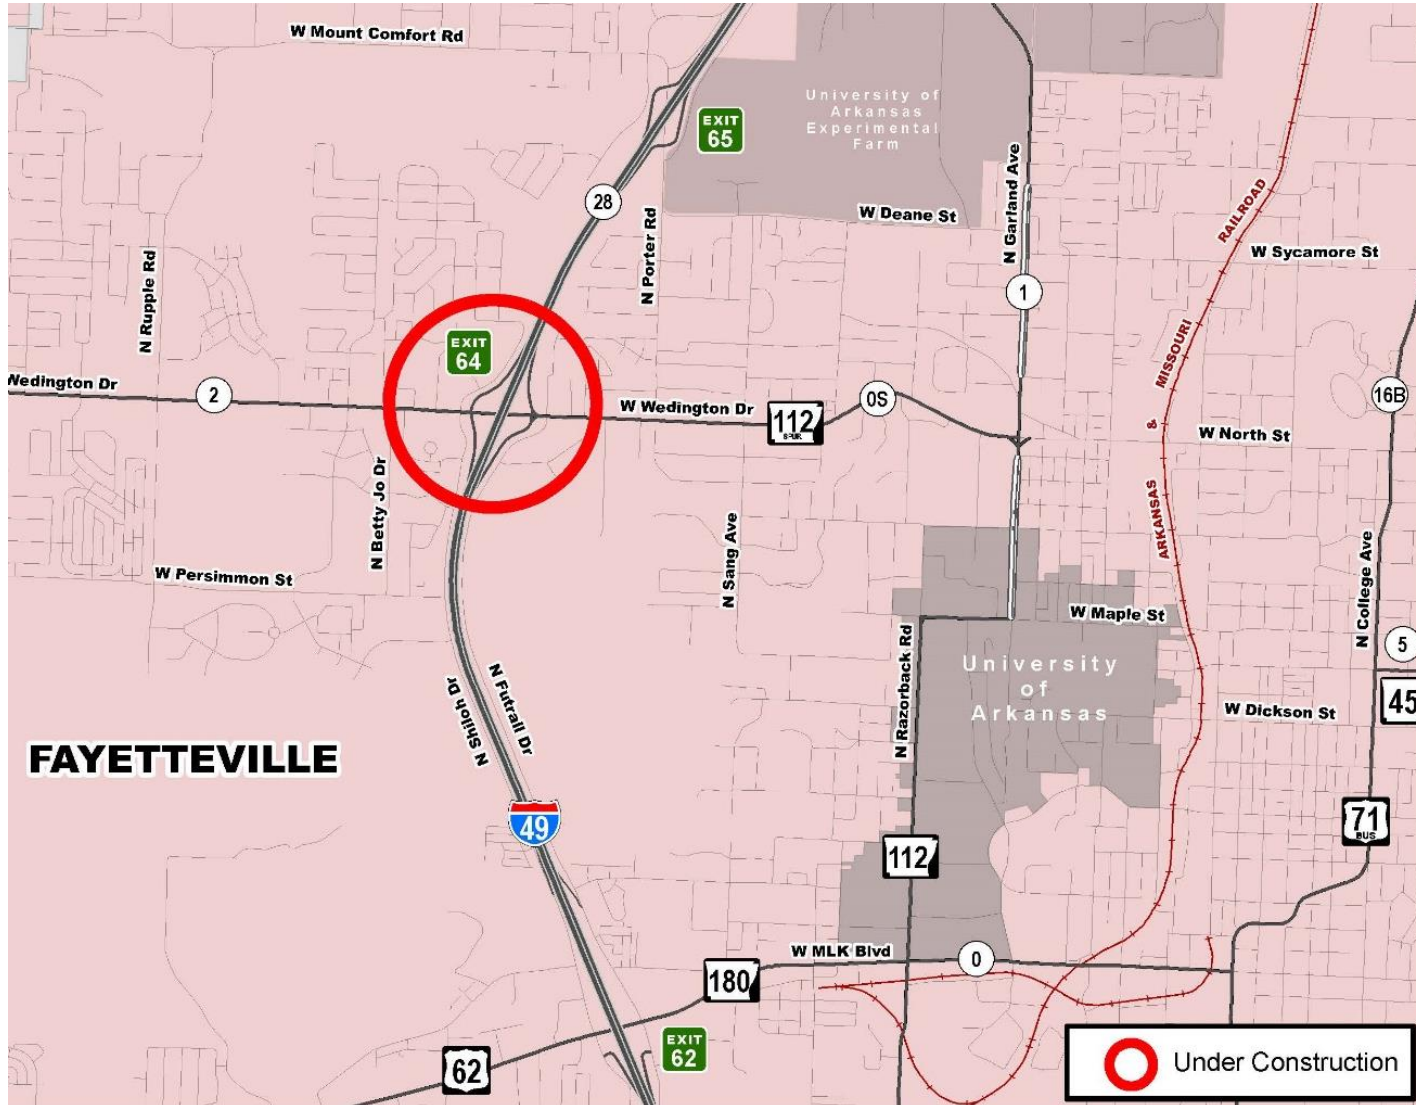 W Mount Comfort Rd
University of
Arkansas
Experimental
Farm
EXIT
65
28
N Porter Rd
W Deane St
N Garland Ave
RAILROAD
W Sycamore St
N Rupple Rd
1
MISSOURI
EXIT
64
Wedington Dr
2
W Wedington Dr
112
SPUR
0S
16B
&
W North St
N Betty Jo Dr
ARKANSAS
N Sang Ave
N College Ave
W Persimmon St
W Maple St
N Razorback Rd
University
of
Arkansas
5
45
N Futrall Dr
N Shiloh Dr
W Dickson St
FAYETTEVILLE
49
71
BUS
112
W MLK Blvd
0
180
EXIT
62
62
Under Construction